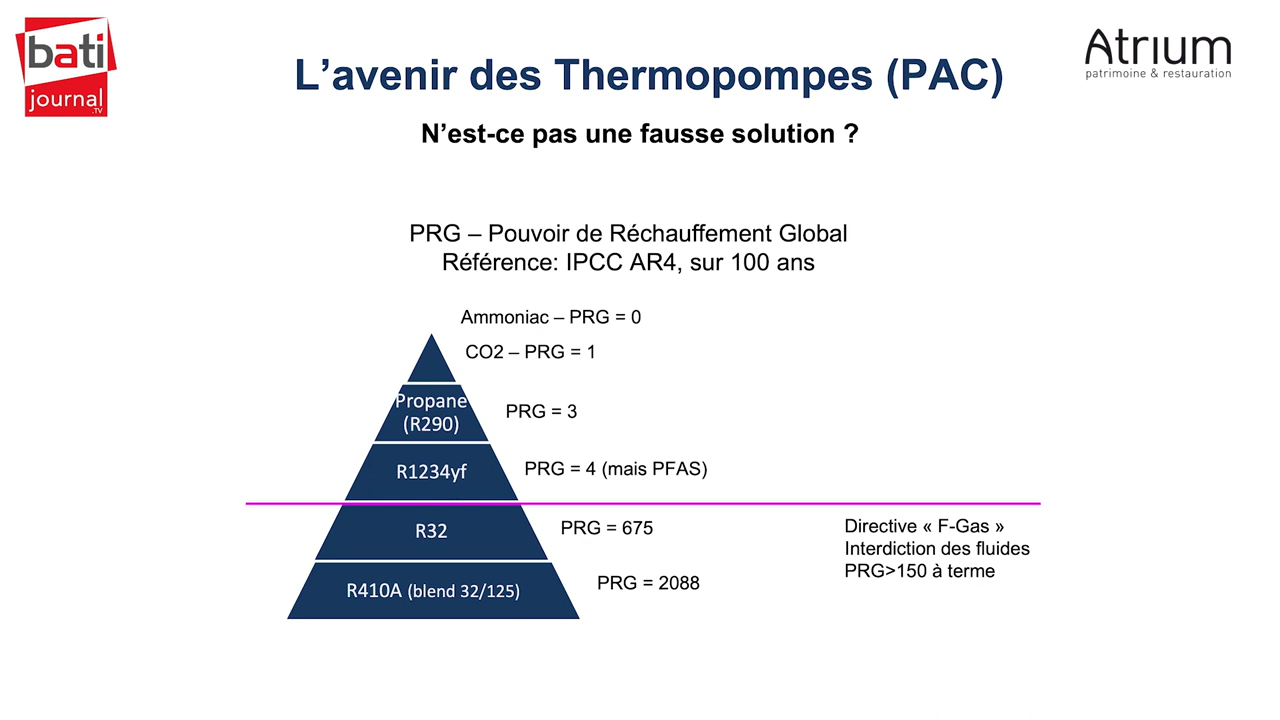 bati
journal
.TV
Atrium
patrimoine & restauration
L’avenir des Thermopompes (PAC)
N’est-ce pas une fausse solution ?
PRG – Pouvoir de Réchauffement Global
Référence: IPCC AR4, sur 100 ans
Ammoniac – PRG = 0
CO2 – PRG = 1
Propane
(R290)
PRG = 3
R1234yf
PRG = 4 (mais PFAS)
R32
PRG = 675
Directive « F-Gas »
Interdiction des fluides
PRG>150 à terme
R410A (blend 32/125)
PRG = 2088